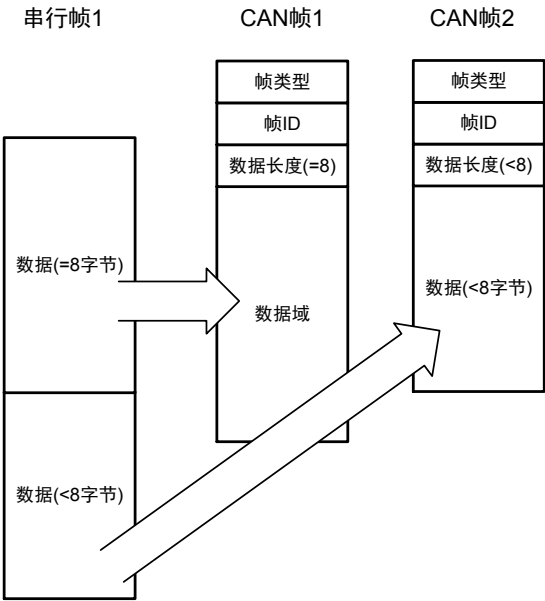 串行帧1
CAN帧1
CAN帧2
数据(=8字节)
数据(<8字节)
帧类型
帧ID
数据长度(=8)
数据域
帧类型
帧ID
数据长度(<8)
数据(<8字节)